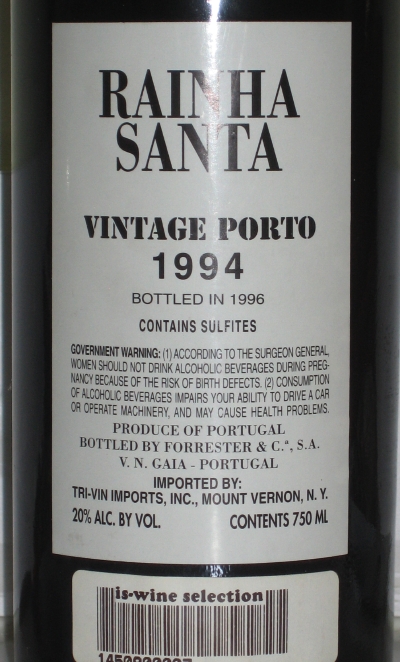 RAINHA
SANTA
VINTAGE PORTO
1994
BOTTLED IN 1996
CONTAINS SULFITES
GOVERNMENT WARNING: (1) ACCORDING TO THE SURGEON GENERAL,
WOMEN SHOULD NOT DRINK ALCOHOLIC BEVERAGES DURING PREG-
NANCY BECAUSE OF THE RISK OF BIRTH DEFECTS. (2) CONSUMPTION
OF ALCOHOLIC BEVERAGES IMPAIRS YOUR ABILITY TO DRIVE A CAR
OR OPERATE MACHINERY, AND MAY CAUSE HEALTH PROBLEMS.
PRODUCE OF PORTUGAL
BOTTLED BY FORRESTER & C.ª, S.A.
V. N. GAIA - PORTUGAL
IMPORTED BY:
TRI-VIN IMPORTS, INC., MOUNT VERNON, N. Y.
20% ALC. BY VOL. CONTENTS 750 ML
is-wine selection